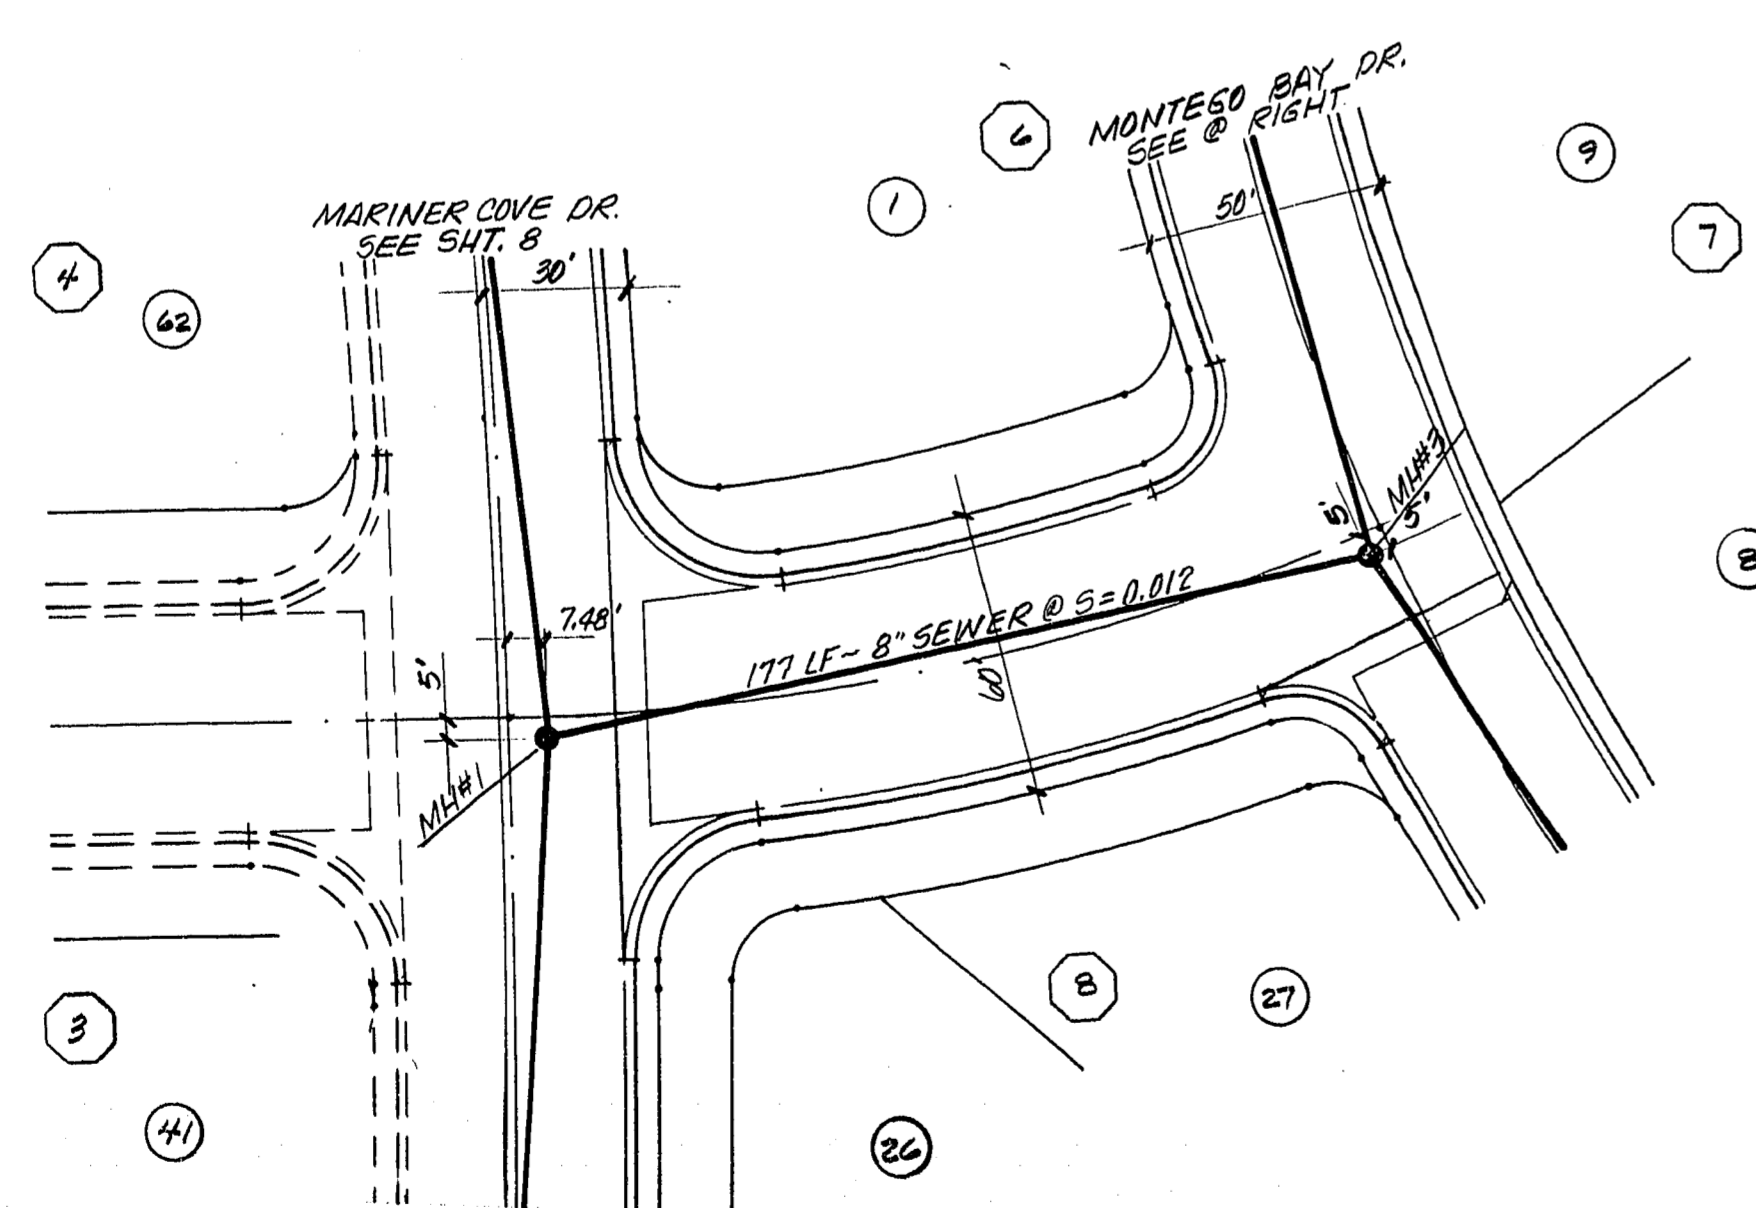 MONTEGO BAY DR.
SEE @ RIGHT
6
9
1
50'
7
MARINER COVE DR.
SEE SHT. 8
30'
4
62
MH#3
5'
5'
8
177 LF~ 8" SEWER @ S=0.012
7.48'
5'
60'
MH#1
8
27
3
41
26